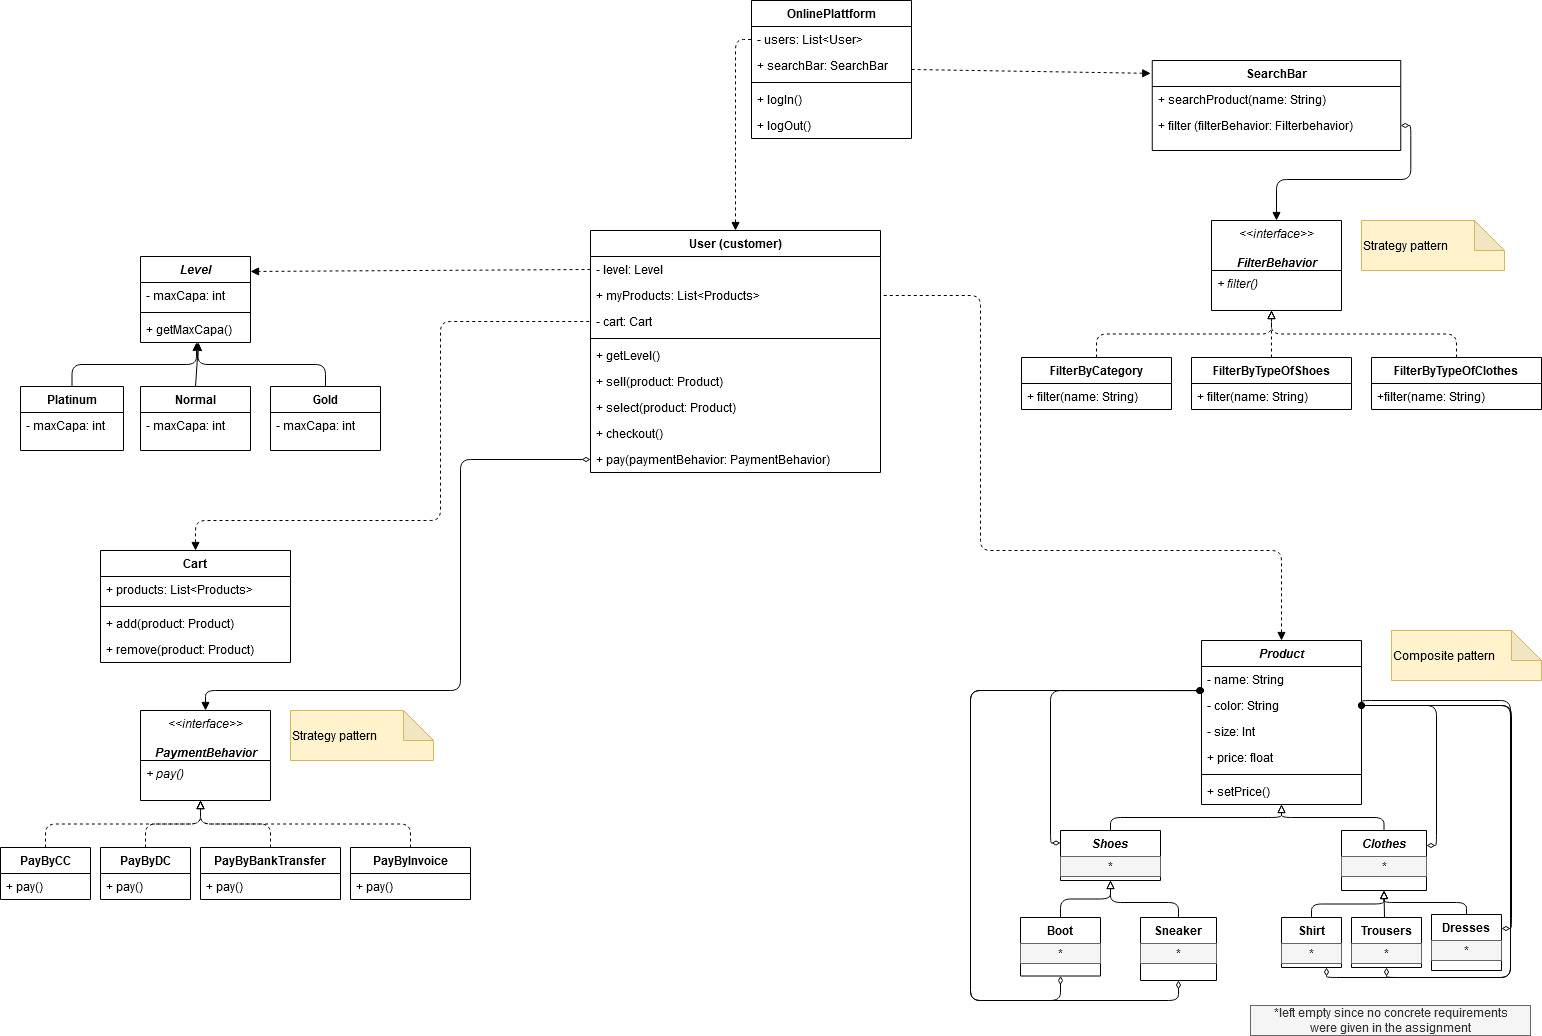 OnlinePlattform
- users: List<User>
+ searchBar: SearchBar
+ logIn()
+ logOut()
SearchBar
+ searchProduct(name: String)
+ filter (filterBehavior: Filterbehavior)
<<interface>>
FilterBehavior
+ filter()
Strategy pattern
FilterByCategory
+ filter(name: String)
FilterByTypeOfShoes
+ filter(name: String)
FilterByTypeOfClothes
+filter(name: String)
User (customer)
- level: Level
+ myProducts: List<Products>
- cart: Cart
+ getLevel()
+ sell(product: Product)
+ select(product: Product)
+ checkout()
+ pay(paymentBehavior: PaymentBehavior)
Level
- maxCapa: int
+ getMaxCapa()
Platinum
- maxCapa: int
Normal
- maxCapa: int
Gold
- maxCapa: int
Cart
+ products: List<Products>
+ add(product: Product)
+ remove(product: Product)
<<interface>>
PaymentBehavior
+ pay()
Strategy pattern
PayByCC
+ pay()
PayByDC
+ pay()
PayByBankTransfer
+ pay()
PayByInvoice
+ pay()
Product
- name: String
- color: String
- size: Int
+ price: float
+ setPrice()
Composite pattern
Shoes
*
Clothes
*
Boot
*
Sneaker
*
Shirt
*
Trousers
*
Dresses
*
*left empty since no concrete requirements
were given in the assignment